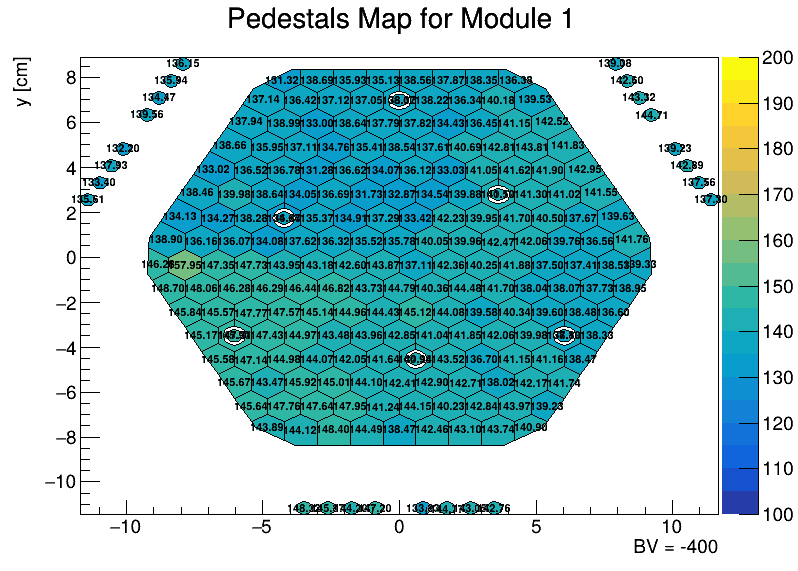 Pedestals Map for Module 1
y [cm]
136.15 139.08
135.94 142.60
134.47 143.32
139.56 144.71
132.20 139.23
137.93 142.89
133.40 137.56
135.61 137.30
131.32 138.69 135.93 135.13 138.56 137.87 138.35 136.38
137.14 136.42 137.12 137.05 138.22 136.34 140.18 139.53
137.94 138.99 133.00 138.64 137.79 137.82 134.43 136.45 141.15 142.52
138.66 135.95 137.11 134.76 135.41 138.54 137.61 140.69 142.81 143.81 141.83
133.02 136.52 136.78 131.28 136.32 134.07 136.12 133.03 141.05 141.62 141.90 142.95
138.46 139.98 138.64 134.05 136.69 131.73 132.87 134.54 139.88 141.30 141.02 141.55
134.13 134.27 138.28 135.37 134.91 137.29 133.42 142.23 139.95 141.70 140.50 137.67 139.63
138.90 136.16 136.07 134.08 137.62 136.32 135.52 135.78 140.05 139.96 142.47 142.06 139.76 136.56 141.76
157.95 147.35 147.73 143.95 143.18 142.60 143.87 137.11 142.36 140.25 141.88 137.50 137.41 139.33
148.70 148.06 146.28 146.29 146.44 144.82 143.73 139.44 141.71 144.79 138.04 138.07 137.73 138.95
145.84 145.57 147.77 145.57 145.14 144.96 144.43 145.12 144.08 139.58 140.34 139.60 138.48 136.60
145.17 147.43 144.97 143.48 143.96 142.85 141.04 141.85 142.06 139.98 138.33
145.58 147.14 144.98 144.07 142.05 141.64 143.52 136.70 141.15 141.16 138.47
145.67 143.47 145.92 145.01 144.10 142.41 142.90 142.71 138.02 142.17 141.74
145.64 147.76 147.64 147.95 141.24 144.15 140.23 142.84 143.97 139.23
143.89 144.12 148.40 144.49 138.47 142.46 143.10 143.74 140.90
147.20 142.76
8
6
4
2
0
−2
−4
−6
−8
−10
−10 −5 0 5 10
200
190
180
170
160
150
140
130
120
110
100
BV = -400